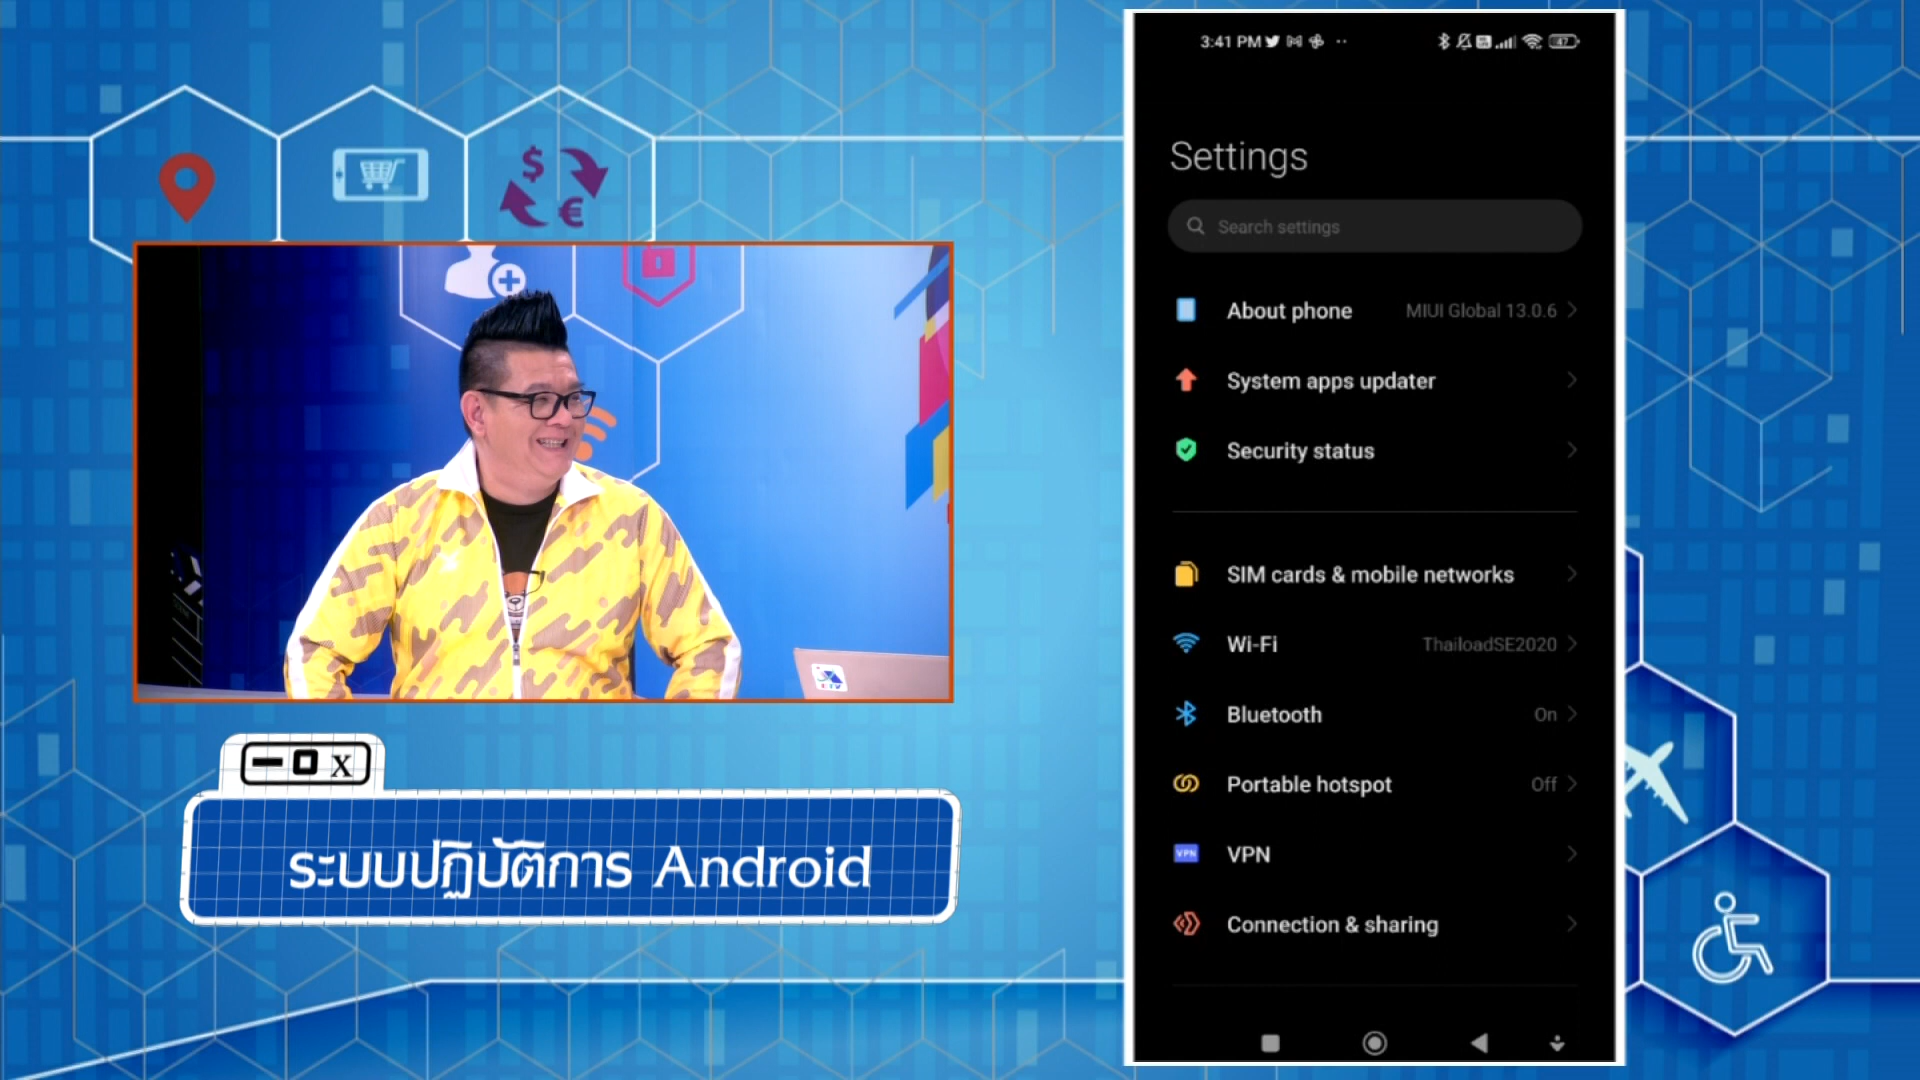 ระบบปฏิบัติการ Android
3:41 PM
47
Settings
Search settings
About phone MIUI Global 13.0.6
System apps updater
Security status
SIM cards & mobile networks
Wi-Fi ThailoadSE2020
Bluetooth On
Portable hotspot Off
VPN VPN
Connection & sharing